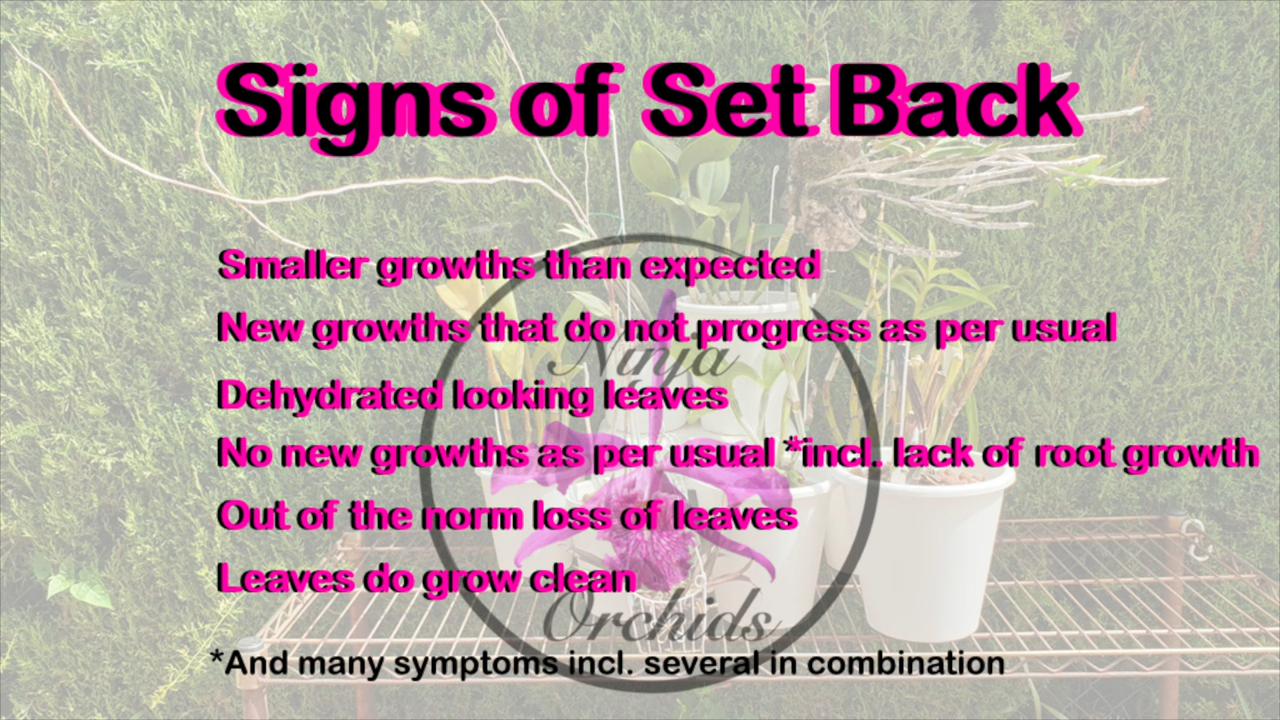 Signs of Set Back
Smaller growths than expected
New growths that do not progress as per usual
Ninja
Dehydrated looking leaves
No new growths as per usual *incl. lack of root growth
Out of the norm loss of leaves
Leaves do grow clean
Orchids
*And many symptoms incl. several in combination